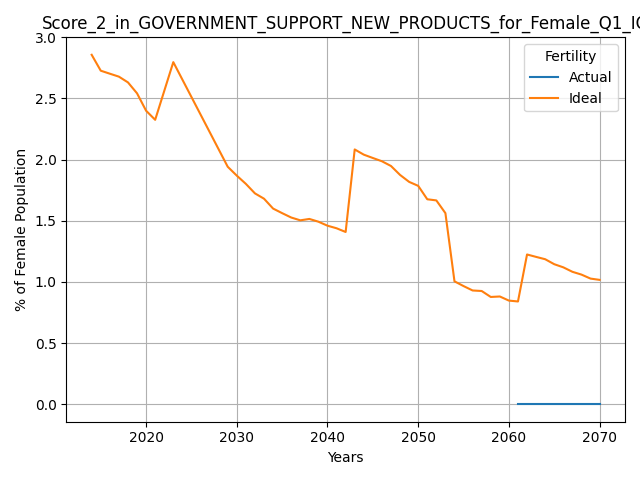 Score_2_in_GOVERNMENT_SUPPORT_NEW_PRODUCTS_for_Female_Q1_IC
3.0
2.5
2.0
1.5
1.0
0.5
0.0
% of Female Population
Fertility
Actual
Ideal
2020 2030 2040 2050 2060 2070
Years